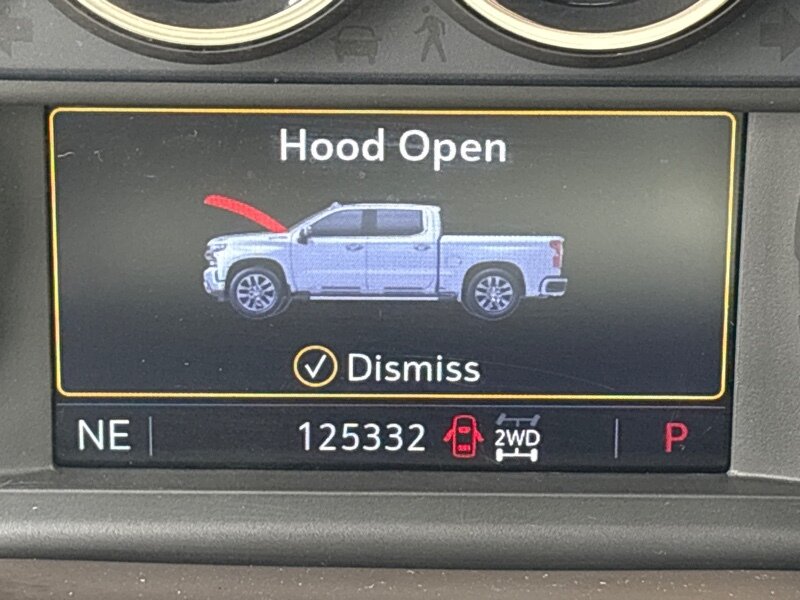 Hood Open
Dismiss
NE 125332 2WD P